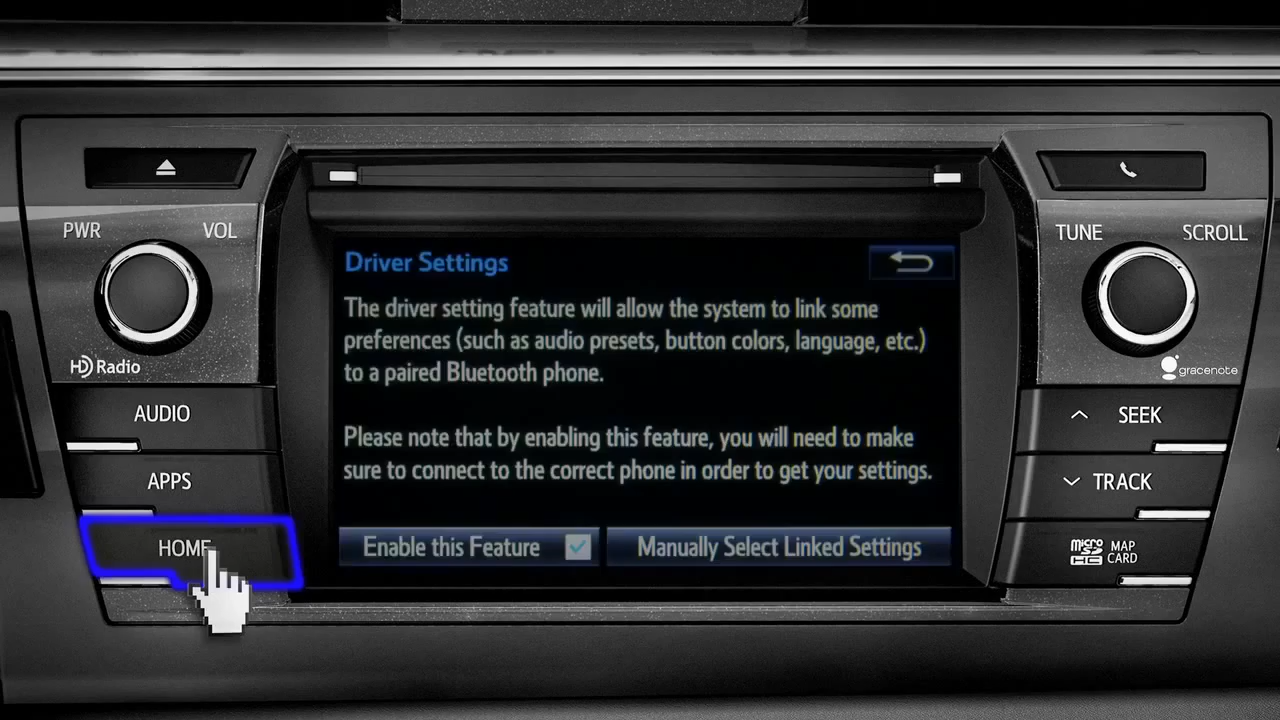 PWR
VOL
HD Radio
AUDIO
APPS
HOME
Driver Settings
The driver setting feature will allow the system to link some
preferences (such as audio presets, button colors, language, etc.)
to a paired Bluetooth phone.
Please note that by enabling this feature, you will need to make
sure to connect to the correct phone in order to get your settings.
Enable this Feature
Manually Select Linked Settings
TUNE
SCROLL
gracenote
SEEK
TRACK
micro SD HC
MAP
CARD